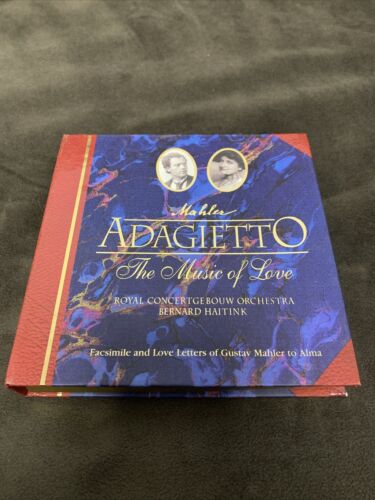 Mahler
ADAGIETTO
The Music of Love
ROYAL CONCERTGEBOUW ORCHESTRA
BERNARD HAITINK
Facsimile and Love Letters of Gustav Mahler to Alma